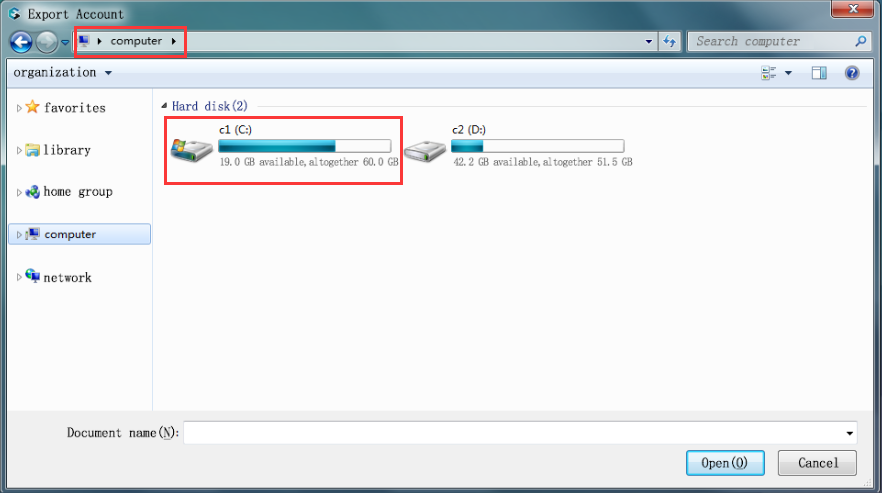 Export Account
computer
Search computer
organization
favorites
library
home group
computer
network
Hard disk(2)
c1 (C:)
19.0 GB available, altogether 60.0 GB
c2 (D:)
42.2 GB available, altogether 51.5 GB
Document name(N):
Open(O)
Cancel